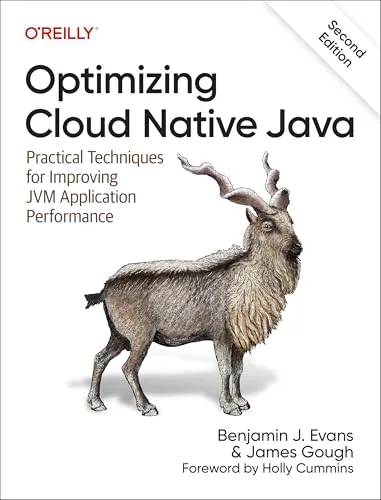 O'REILLY®
Second
Edition
Optimizing
Cloud Native Java
Practical Techniques
for Improving
JVM Application
Performance
Benjamin J. Evans
& James Gough
Foreword by Holly Cummins